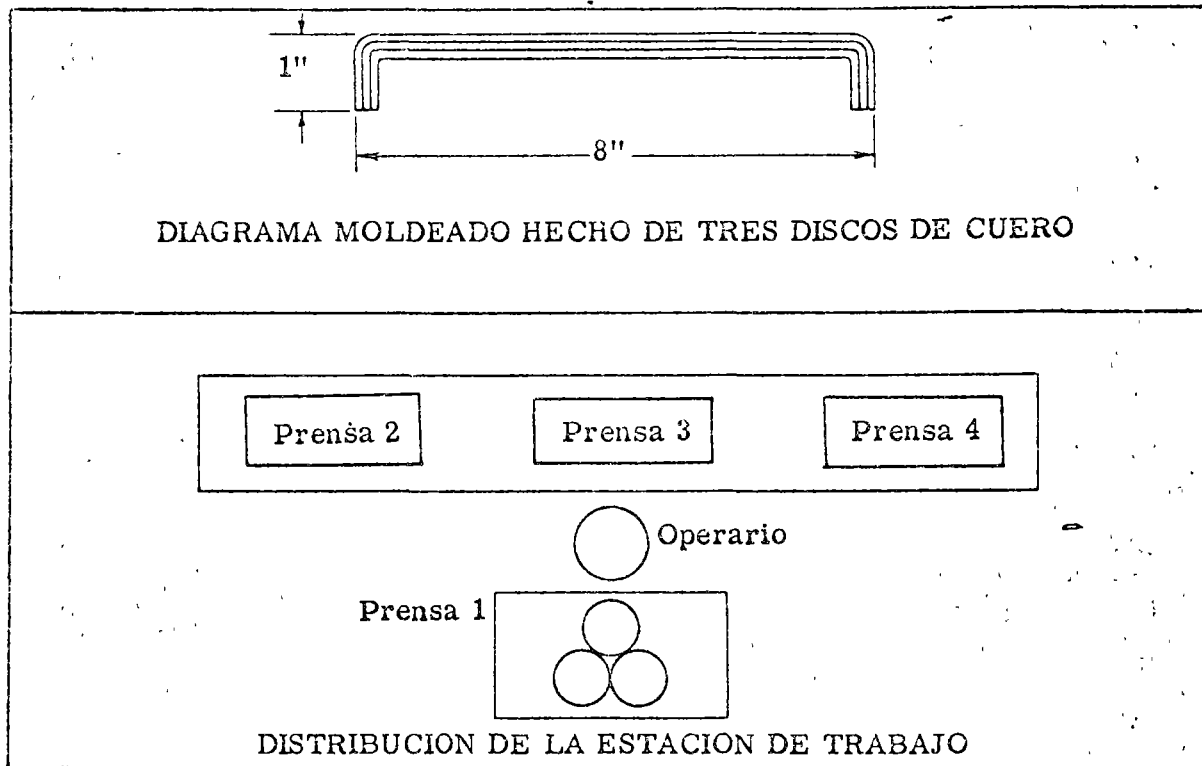 1"
8"
DIAGRAMA MOLDEADO HECHO DE TRES DISCOS DE CUERO
Prensa 2
Prensa 3
Prensa 4
Operario
Prensa 1
DISTRIBUCION DE LA ESTACION DE TRABAJO